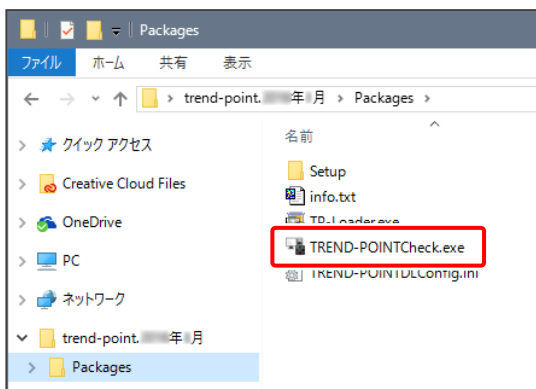 Packages
ファイル ホーム 共有 表示
trend-point. 年 月 > Packages >
名前
クイック アクセス
Creative Cloud Files
OneDrive
PC
ネットワーク
trend-point. 年 月
Packages
Setup
info.txt
TP-Loader.exe
TREND-POINTCheck.exe
TREND-POINTDLConfig.ini